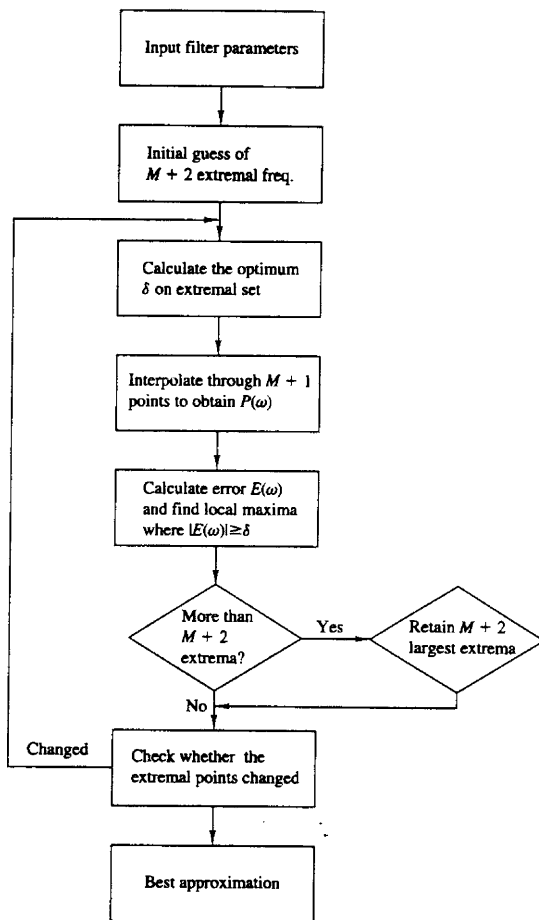 Input filter parameters
Initial guess of
M + 2 extremal freq.
Calculate the optimum
δ on extremal set
Interpolate through M + 1
points to obtain P(ω)
Calculate error E(ω)
and find local maxima
where |E(ω)|≥δ
More than
M + 2
extrema?
Yes
Retain M + 2
largest extrema
No
Changed
Check whether the
extremal points changed
Best approximation